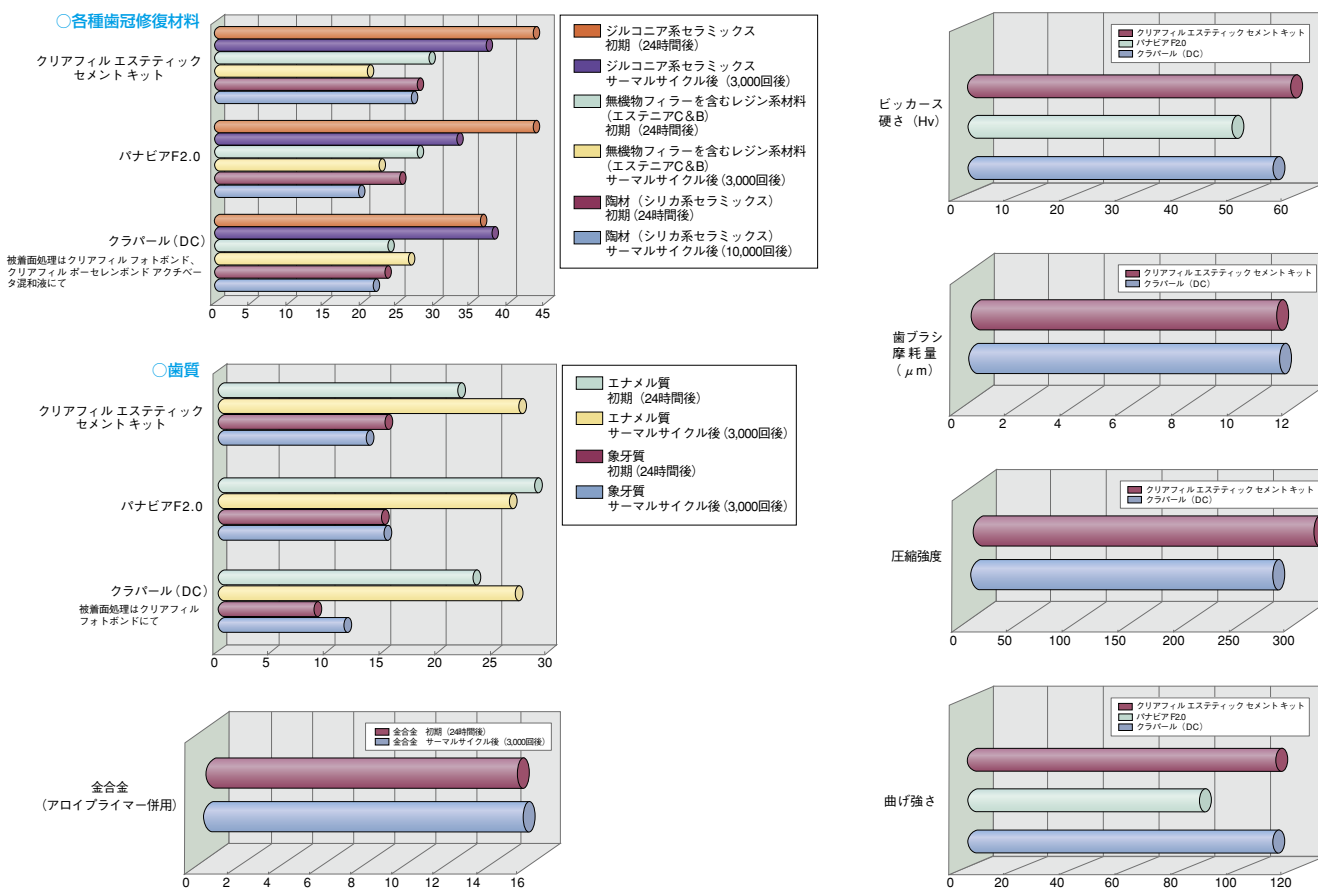 ○各種歯冠修復材料
クリアフィル エステティック
セメント キット
パナビアF2.0
クラパール(DC)
被着面処理はクリアフィル フォトボンド、
クリアフィル ポーセレンボンド アクチベー
タ混和液にて
0 5 10 15 20 25 30 35 40 45
ジルコニア系セラミックス
初期(24時間後)
ジルコニア系セラミックス
サーマルサイクル後(3,000回後)
無機物フィラーを含むレジン系材料
(エステニアC&B)
初期(24時間後)
無機物フィラーを含むレジン系材料
(エステニアC&B)
サーマルサイクル後(3,000回後)
陶材(シリカ系セラミックス)
初期(24時間後)
陶材(シリカ系セラミックス)
サーマルサイクル後(10,000回後)
○歯質
クリアフィル エステティック
セメント キット
パナビアF2.0
クラパール(DC)
被着面処理はクリアフィル
フォトボンドにて
0 5 10 15 20 25 30
エナメル質
初期(24時間後)
エナメル質
サーマルサイクル後(3,000回後)
象牙質
初期(24時間後)
象牙質
サーマルサイクル後(3,000回後)
金合金
(アロイプライマー併用)
金合金 初期(24時間後)
金合金 サーマルサイクル後(3,000回後)
0 2 4 6 8 10 12 14 16
ビッカース
硬さ(Hv)
クリアフィル エステティック セメント キット
パナビアF2.0
クラパール(DC)
0 10 20 30 40 50 60
歯ブラシ
摩耗量
(μm)
クリアフィル エステティック セメント キット
クラパール(DC)
0 2 4 6 8 10 12
圧縮強度
クリアフィル エステティック セメント キット
クラパール(DC)
0 50 100 150 200 250 300
曲げ強さ
クリアフィル エステティック セメント キット
パナビアF2.0
クラパール(DC)
0 20 40 60 80 100 120